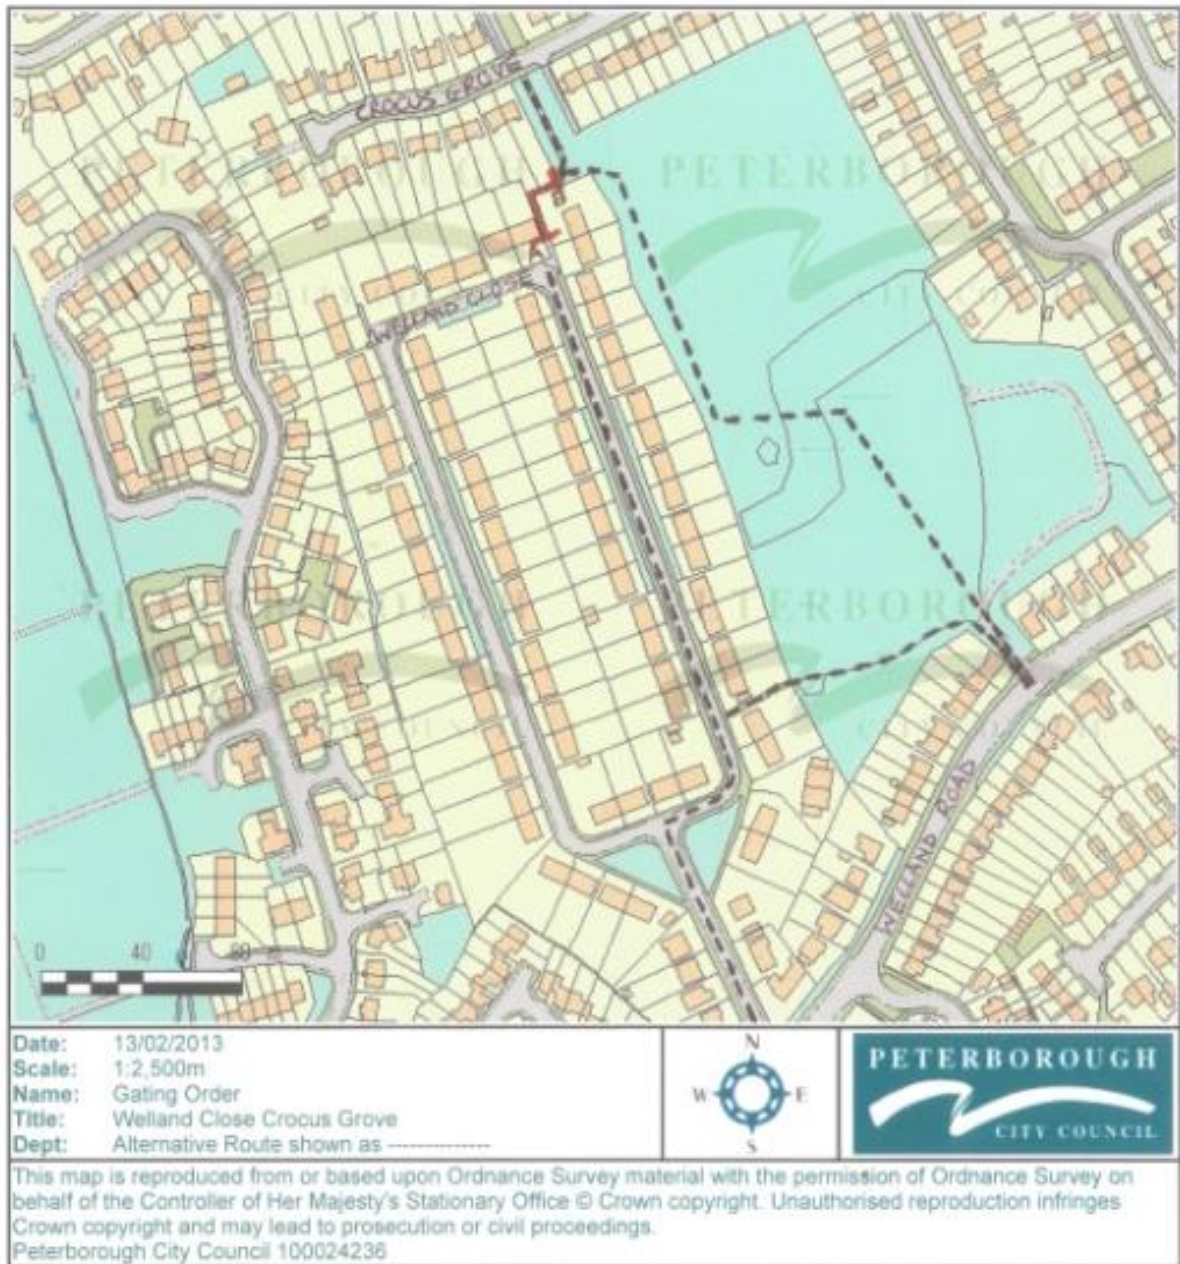 CROCUS GROVE
PETERBOROUGH
PETERBOROUGH
WELLAND CLOSE
PETERBOROUGH
PETERBOROUGH
WELLAND ROAD
0 40 80
Date: 13/02/2013
Scale: 1:2,500m
Name: Gating Order
Title: Welland Close Crocus Grove
Dept: Alternative Route shown as --------------
N
W E
S
PETERBOROUGH
CITY COUNCIL
This map is reproduced from or based upon Ordnance Survey material with the permission of Ordnance Survey on
behalf of the Controller of Her Majesty's Stationary Office © Crown copyright. Unauthorised reproduction infringes
Crown copyright and may lead to prosecution or civil proceedings.
Peterborough City Council 100024236